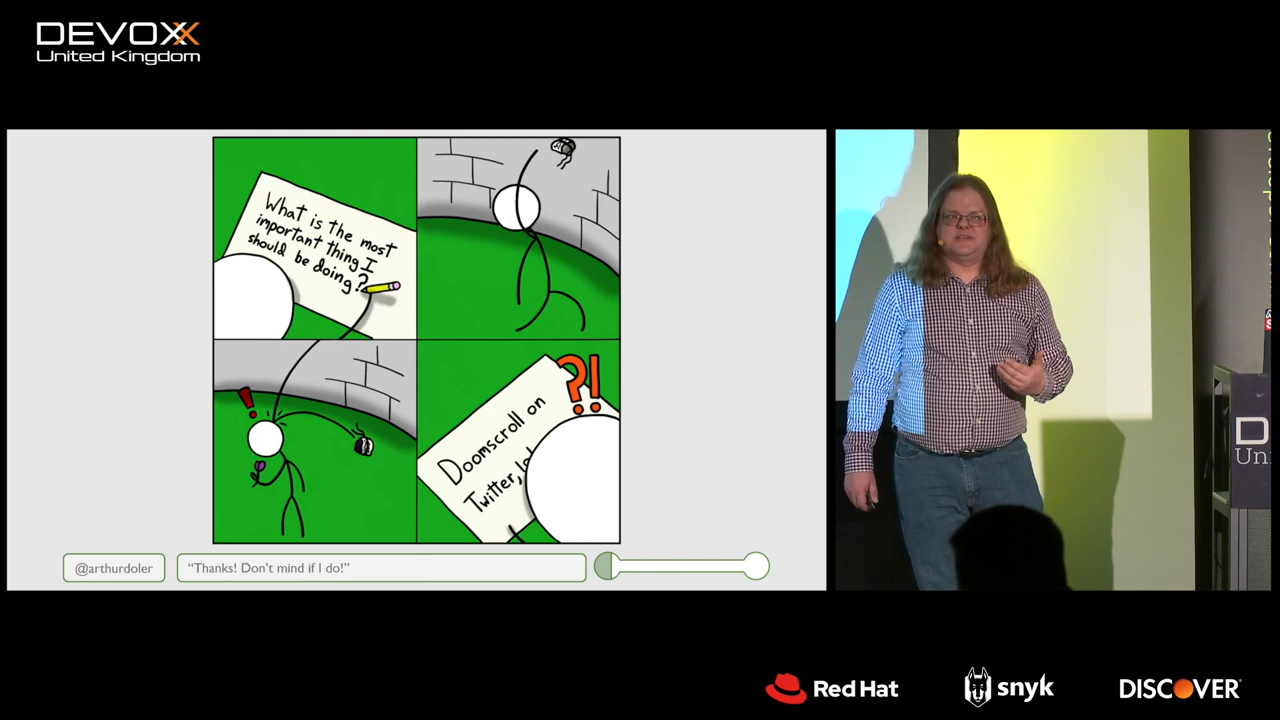 DEVOXX
United Kingdom
What is the most
important thing I
should be doing?
!
?!
Doomscroll on
Twitter,
@arthurdoler
“Thanks! Don’t mind if I do!”
D
Un
Red Hat
snyk
DISCOVER